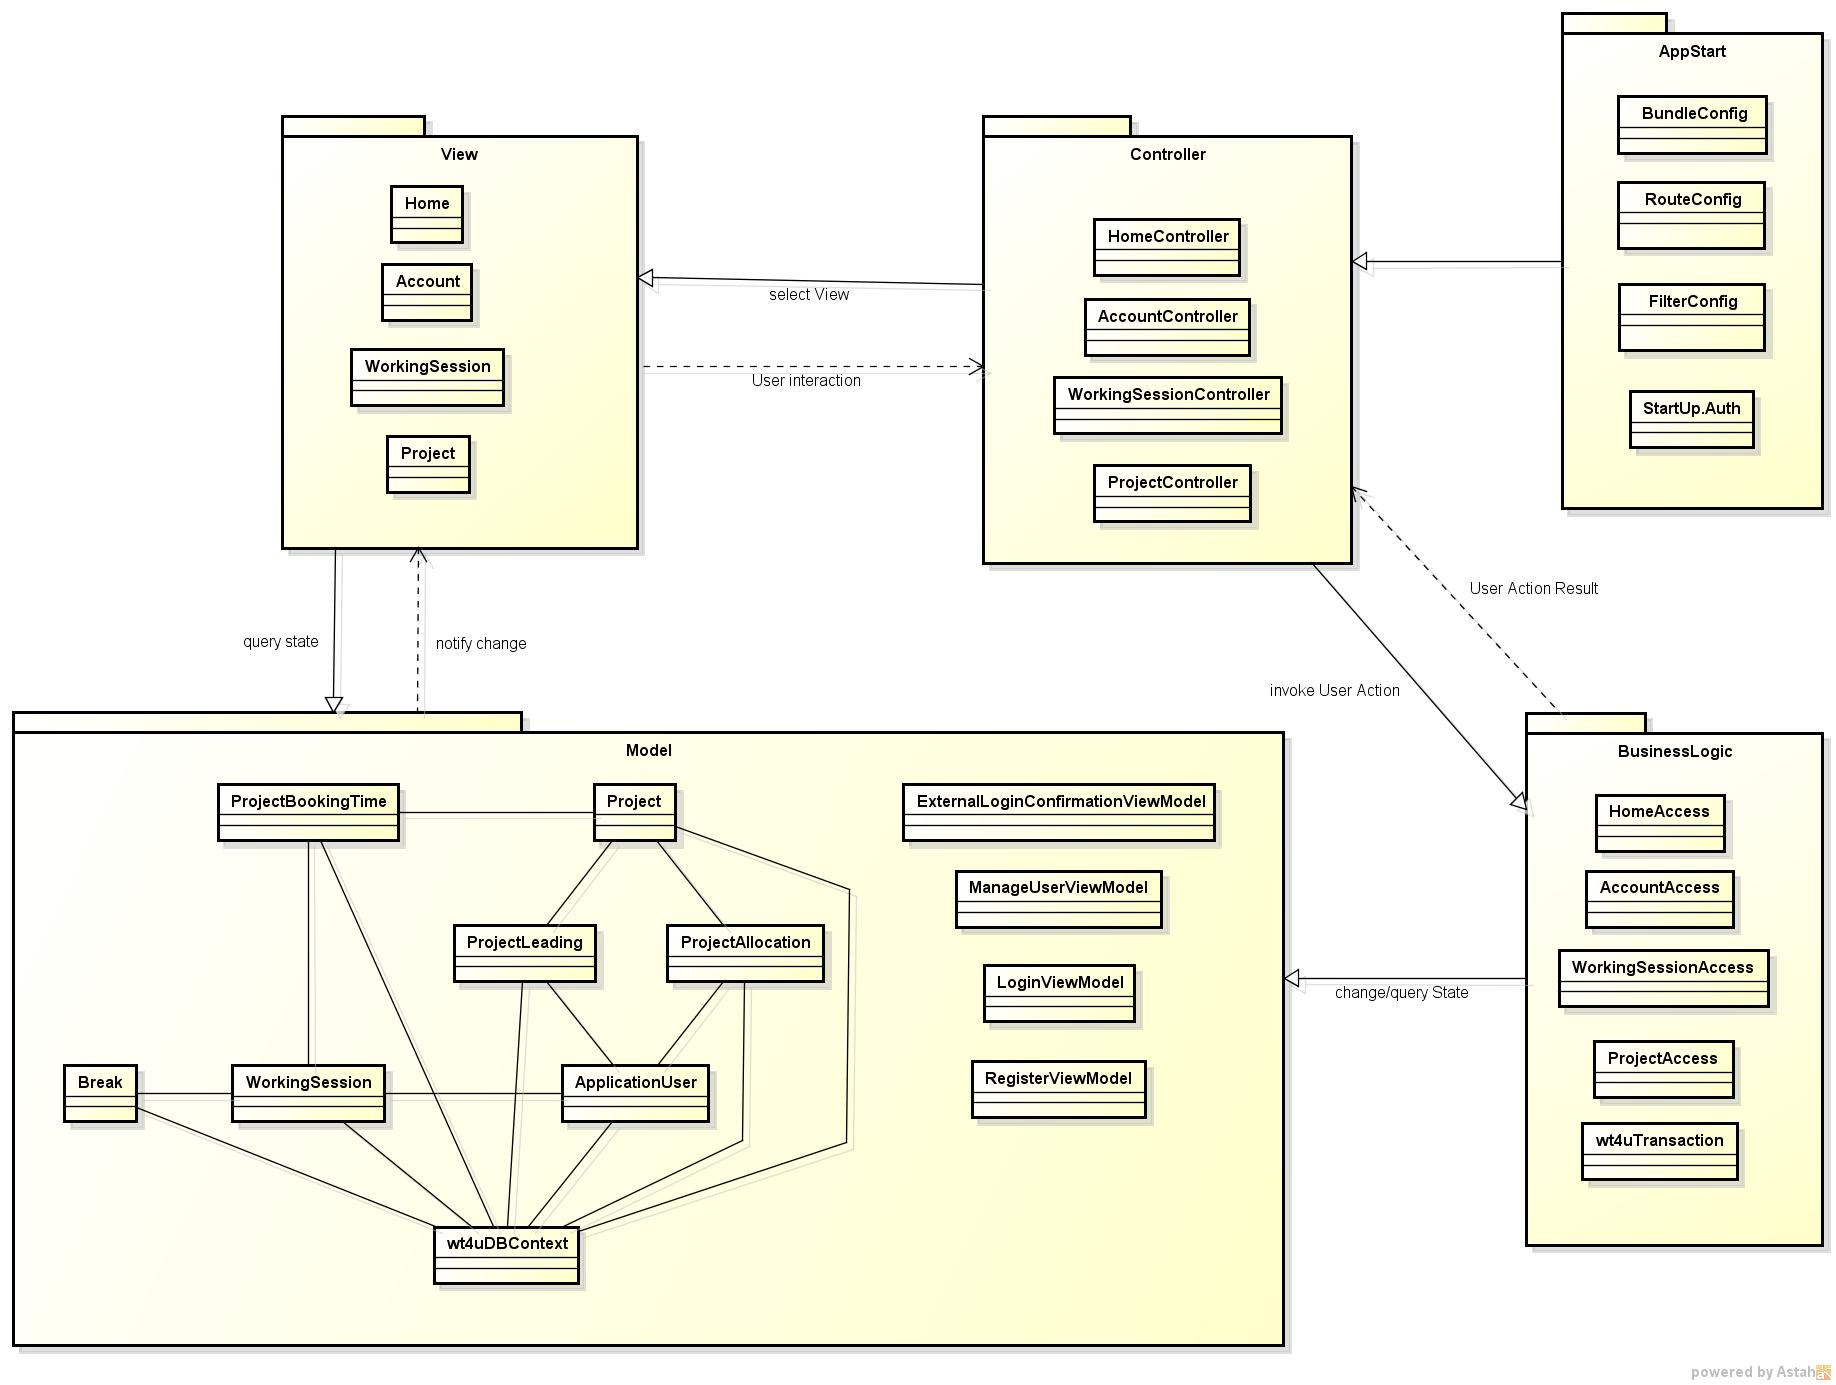 AppStart
BundleConfig
RouteConfig
FilterConfig
StartUp.Auth
View
Home
Account
WorkingSession
Project
Controller
HomeController
AccountController
WorkingSessionController
ProjectController
select View
User interaction
query state
notify change
User Action Result
invoke User Action
Model
ProjectBookingTime
Project
ExternalLoginConfirmationViewModel
ManageUserViewModel
ProjectLeading
ProjectAllocation
LoginViewModel
Break
WorkingSession
ApplicationUser
RegisterViewModel
wt4uDBContext
change/query State
BusinessLogic
HomeAccess
AccountAccess
WorkingSessionAccess
ProjectAccess
wt4uTransaction
powered by Astah